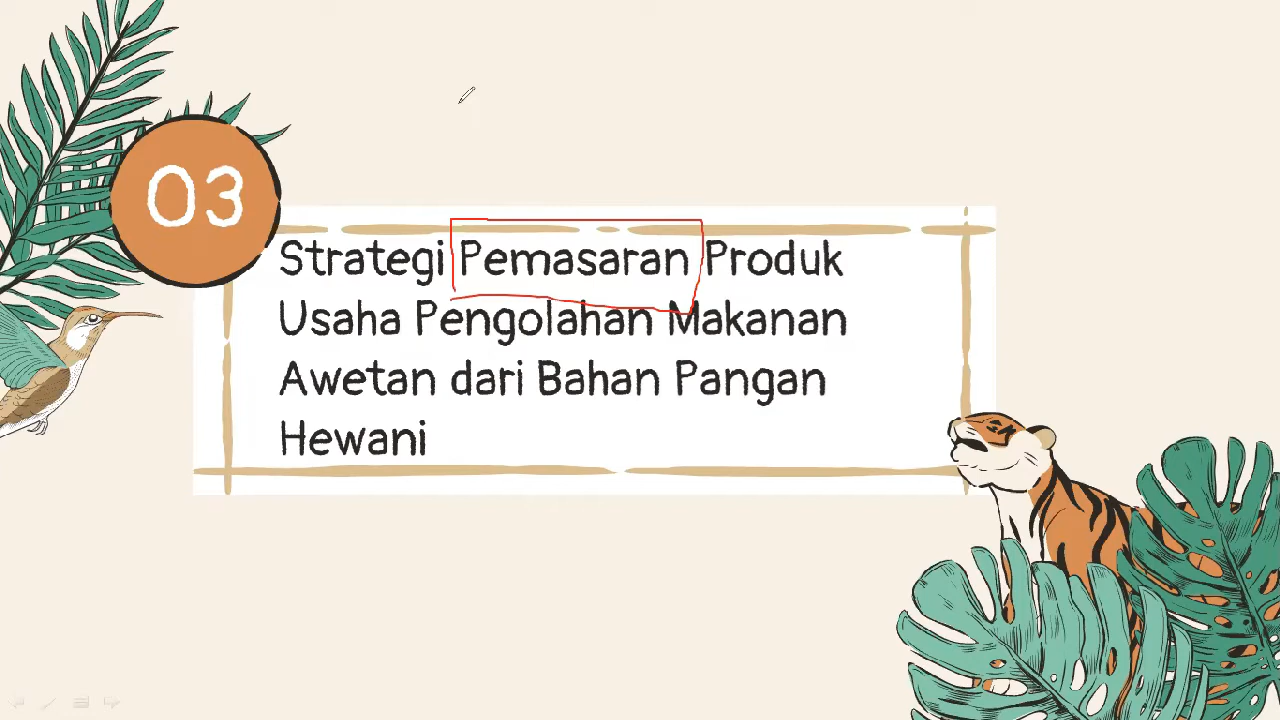 03
Strategi Pemasaran Produk
Usaha Pengolahan Makanan
Awetan dari Bahan Pangan
Hewani